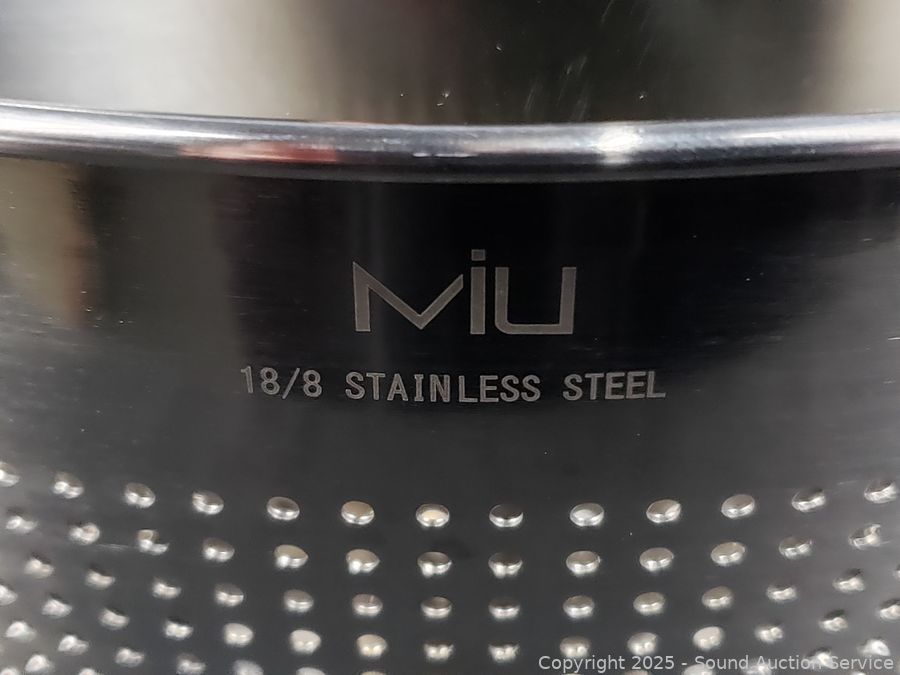 MiU
18/8 STAINLESS STEEL
Copyright 2025 - Sound Auction Service